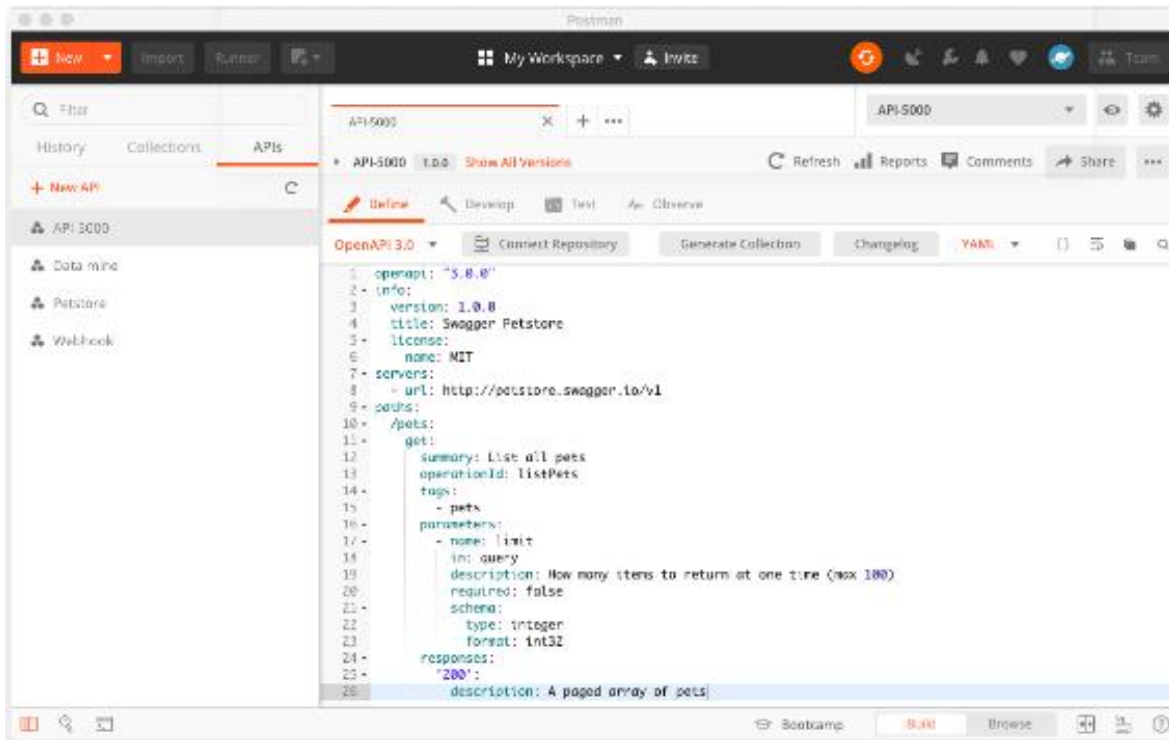 Postman
New
Import
Runner
My Workspace
Invite
Team
Filter
History Collections APIs
+ New API
API 5000
Data mine
Petstore
Webhook
API-5000 × + •••
API-5000
API-5000 1.0.0 Show All Versions
Refresh Reports Comments Share •••
Define Develop Test Observe
OpenAPI 3.0 Connect Repository Generate Collection Changelog YAML
1 openapi: "3.0.0"
2 - info:
3 version: 1.0.0
4 title: Swagger Petstore
5 - license:
6 name: MIT
7 - servers:
8 - url: http://petstore.swagger.io/v1
9 - paths:
10 - /pets:
11 - get:
12 summary: List all pets
13 operationId: listPets
14 - tags:
15 - pets
16 - parameters:
17 - - name: limit
18 in: query
19 description: How many items to return at one time (max 100)
20 required: false
21 - schema:
22 type: integer
23 format: int32
24 - responses:
25 - '200':
26 description: A paged array of pets
Bootcamp Build Browse